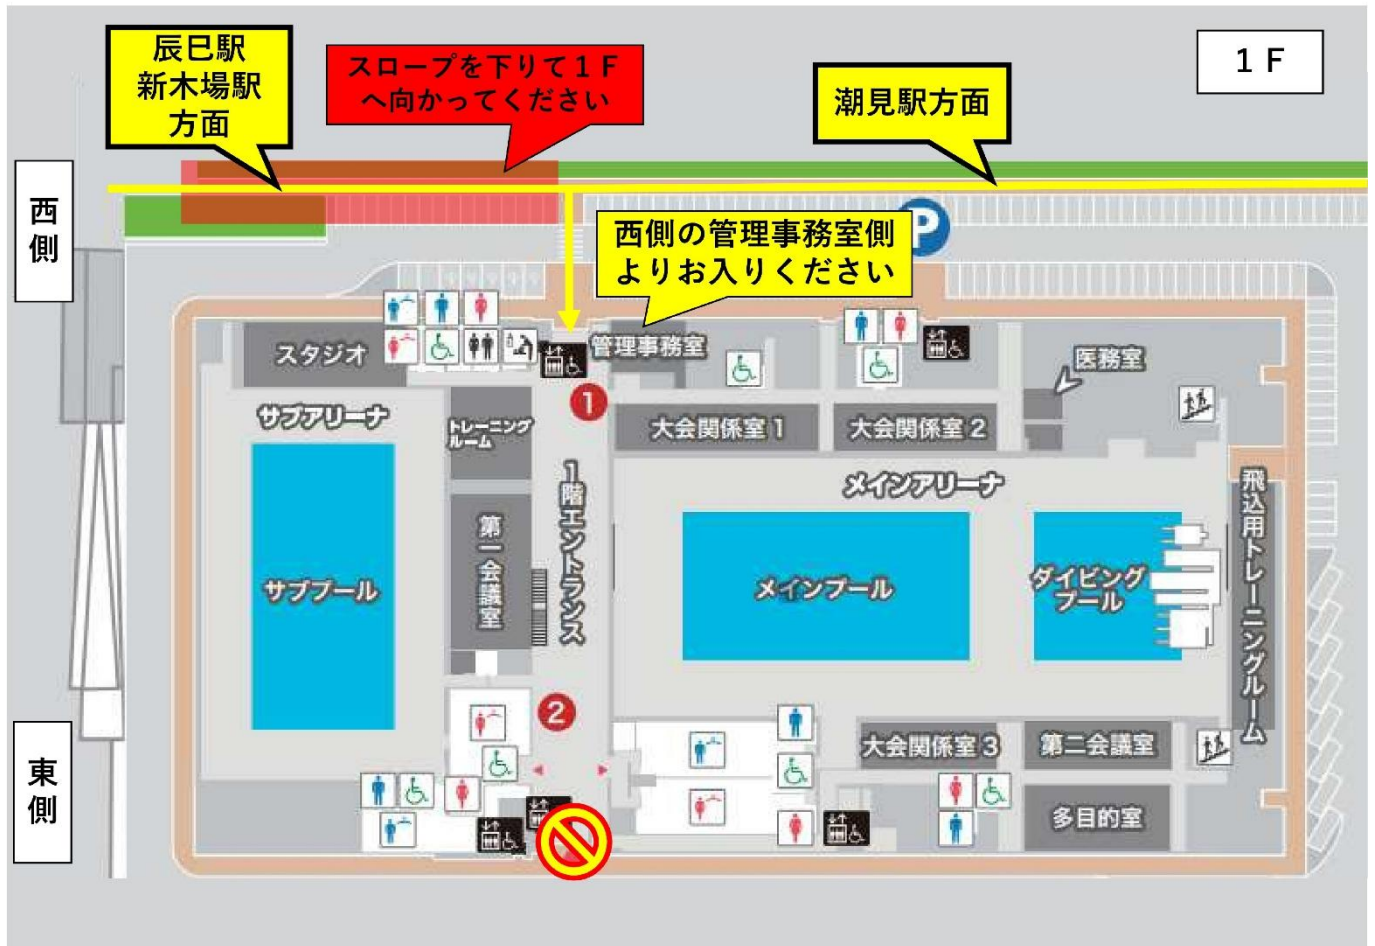 辰巳駅
新木場駅
方面
スロープを下りて１Ｆ
へ向かってください
潮見駅方面
１Ｆ
西側
P
西側の管理事務室側
よりお入りください
スタジオ
管理事務室
医務室
サブアリーナ
トレーニング
ルーム
1
大会関係室1
大会関係室2
1階エントランス
メインアリーナ
飛込用トレーニングルーム
第一会議室
サブプール
メインプール
ダイビング
プール
2
東側
大会関係室3
第二会議室
多目的室